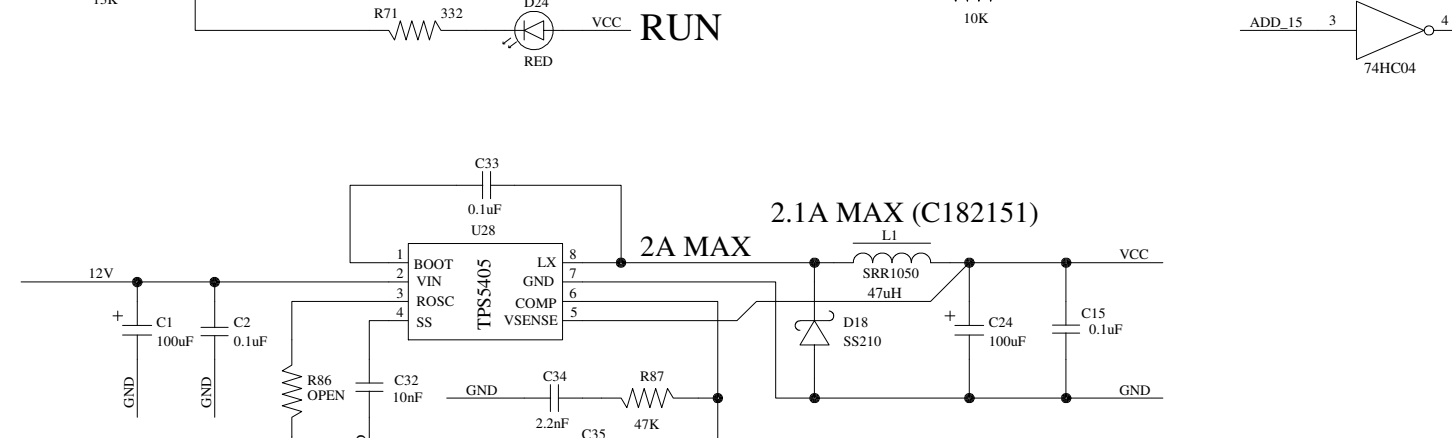 15K
R71 332
D24
VCC RUN
RED
10K
ADD_15 3 4
74HC04
C33
0.1uF
U28
2.1A MAX (C182151)
L1
2A MAX
SRR1050
47uH
VCC
12V
1 BOOT
2 VIN
3 ROSC
4 SS
TPS5405
LX 8
GND 7
COMP 6
VSENSE 5
+ C1
100uF
C2
0.1uF
D18
SS210
+ C24
100uF
C15
0.1uF
GND
GND
R86
OPEN
C32
10nF
GND
C34
2.2nF
R87
47K
GND
C35